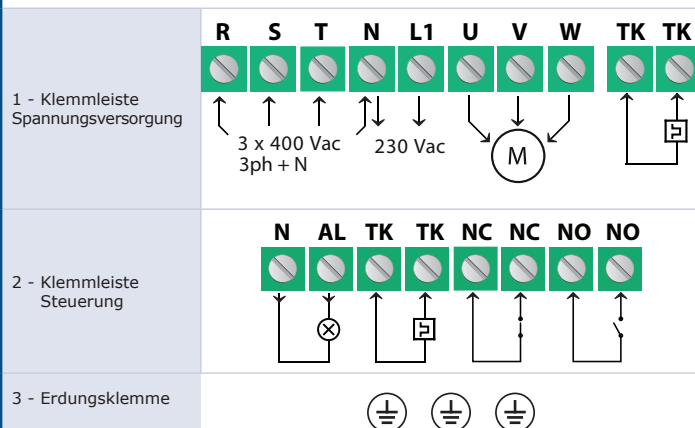 R S T N L1 U V W TK TK
1 - Klemmleiste
Spannungsversorgung
3 x 400 Vac
3ph + N
230 Vac
M
N AL TK TK NC NC NO NO
2 - Klemmleiste
Steuerung
3 - Erdungsklemme